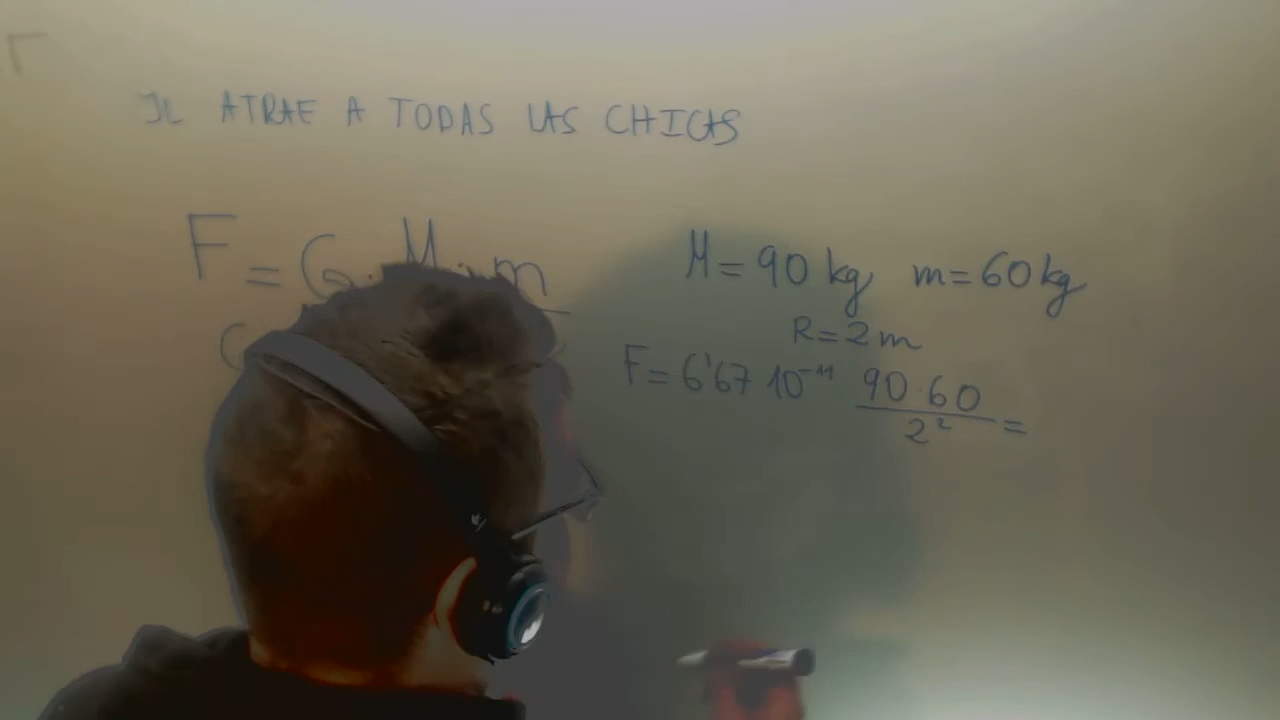 JL ATRAE A TODAS LAS CHICAS
F = G · M · m
M = 90 kg m = 60 kg
R = 2 m
F = 6'67 10⁻¹¹ 90 · 60 / 2² =